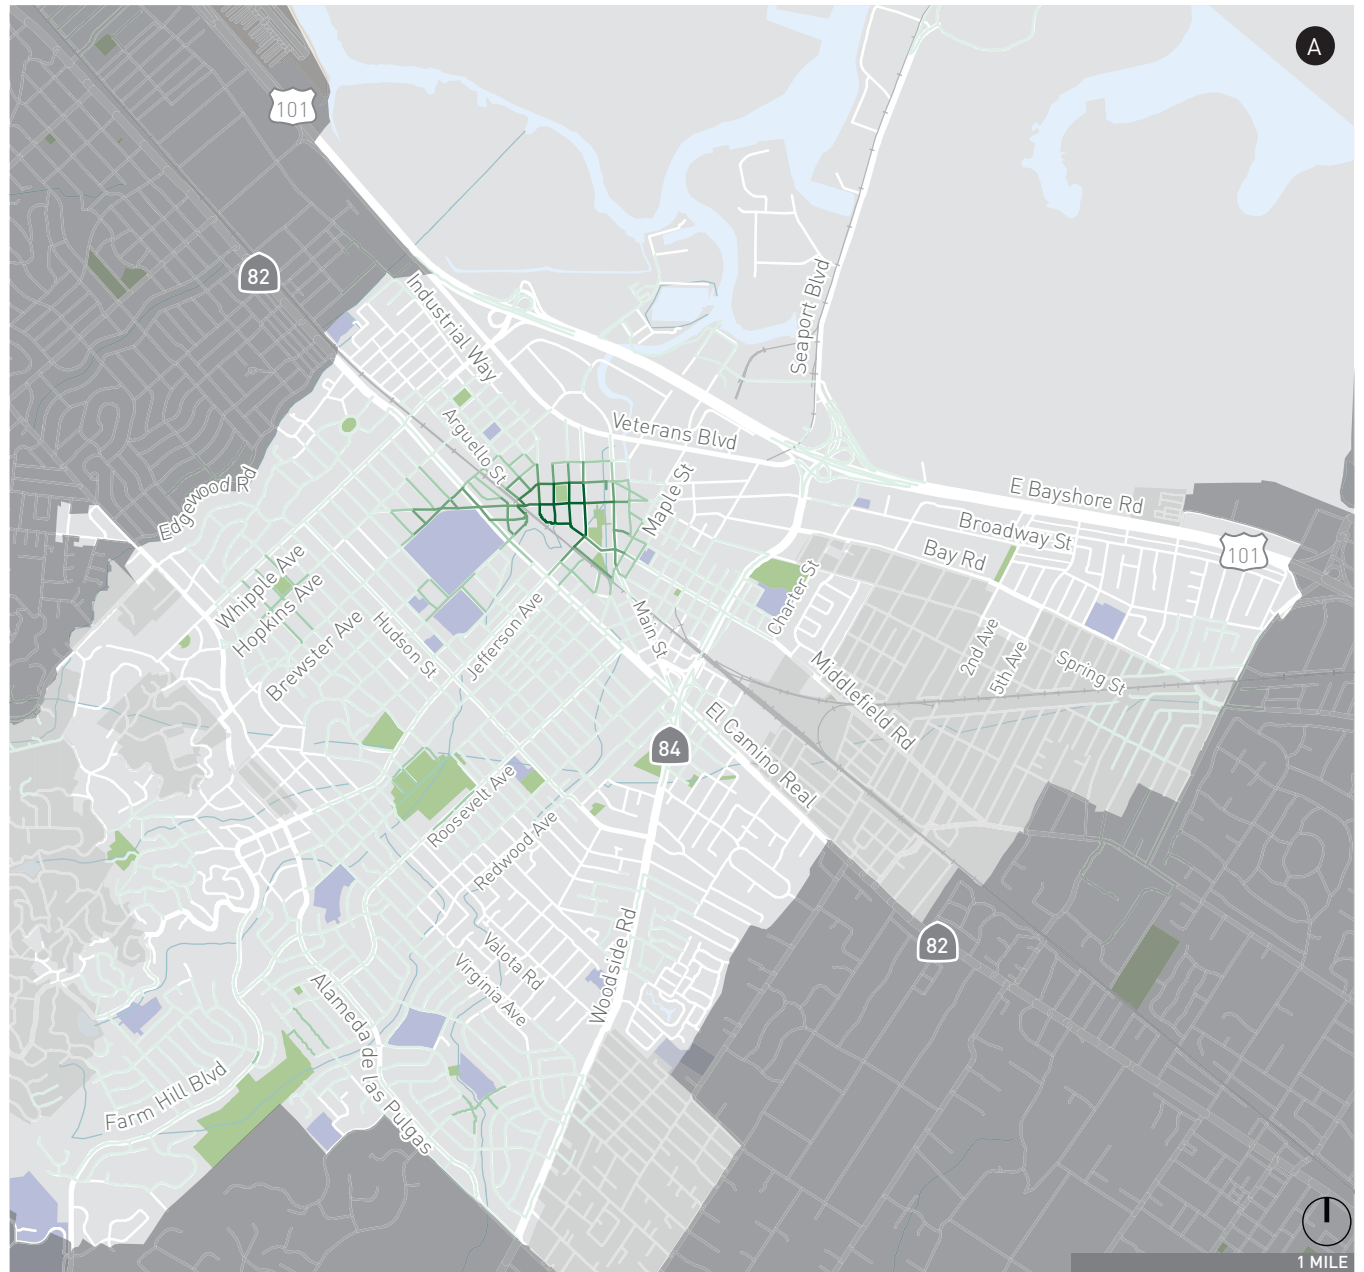 A
101
82
Industrial Way
Seaport Blvd
Arguello St
Veterans Blvd
Maple St
Edgewood Rd
E Bayshore Rd
Broadway St
Bay Rd
101
Whipple Ave
Hopkins Ave
Brewster Ave
Hudson St
Jefferson Ave
Main St
Charter St
2nd Ave
5th Ave
Spring St
Middlefield Rd
El Camino Real
84
Roosevelt Ave
Redwood Ave
Valota Rd
Virginia Ave
Woodside Rd
82
Alameda de las Pulgas
Farm Hill Blvd
1 MILE